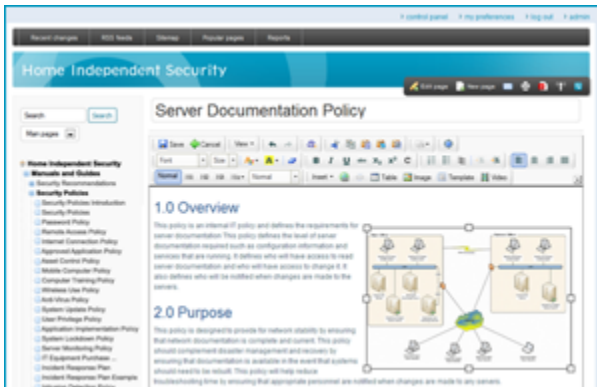 control panel my preferences log out admin
Recent changes RSS feeds Sitemap Popular pages Reports
Home Independent Security
Edit page New page
Search Search
Server Documentation Policy
Main pages
Save Cancel View
Font Size B I U
Normal H1 H2 H3 Normal Insert Table Image Template Video
Home Independent Security
Manuals and Guides
Security Recommendations
Security Policies
Security Policies Introduction
Security Policies
Password Policy
Remote Access Policy
Internal Connection Policy
Approved Application Policy
Asset Control Policy
Mobile Computer Policy
Computer Training Policy
Wireless Use Policy
Anti-Virus Policy
System Update Policy
User Privilege Policy
Application Implementation Policy
System Lockdown Policy
Server Monitoring Policy
IT Equipment Purchase ...
Incident Response Plan
Incident Response Plan Example
1.0 Overview
This policy is an internal IT policy and defines the requirements for
server documentation This policy defines the level of server
documentation required such as configuration information and
services that are running. It defines who will have access to read
server documentation and who will have access to change it. It
also defines who will be notified when changes are made to the
servers.
2.0 Purpose
This policy is designed to provide for network stability by ensuring
that network documentation is complete and current. This policy
should complement disaster management and recovery by
ensuring that documentation is available in the event that systems
should need to be rebuilt. This policy will help reduce
troubleshooting time by ensuring that appropriate personnel are notified when changes are made to any servers.